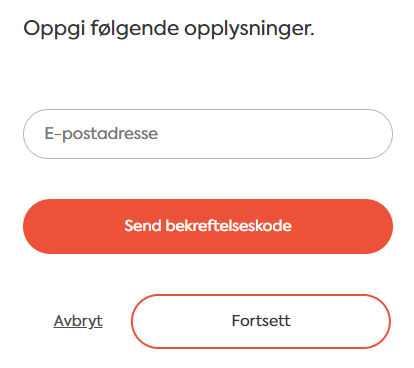 Oppgi følgende opplysninger.
E-postadresse
Send bekreftelseskode
Avbryt
Fortsett